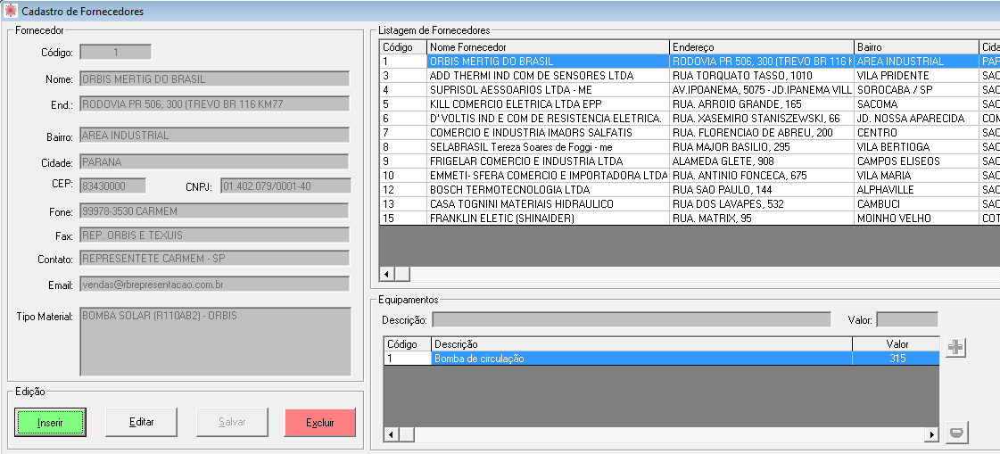 Cadastro de Fornecedores
Fornecedor
Código: 1
Nome: ORBIS MERTIG DO BRASIL
End.: RODOVIA PR 506, 300 (TREVO BR 116 KM77
Bairro: AREA INDUSTRIAL
Cidade: PARANA
CEP: 83430000 CNPJ: 01.402.079/0001-40
Fone: 99978-3530 CARMEM
Fax: REP. ORBIS E TEXUIS
Contato: REPRESENTETE CARMEM - SP
Email: vendas@rbrepresentacao.com.br
Tipo Material: BOMBA SOLAR (R110AB2) - ORBIS
Edição
Inserir Editar Salvar Excluir
Listagem de Fornecedores
Código Nome Fornecedor Endereço Bairro Cida
1 ORBIS MERTIG DO BRASIL RODOVIA PR 506, 300 (TREVO BR 116 K AREA INDUSTRIAL PAR
3 ADD THERMI IND COM DE SENSORES LTDA RUA TORQUATO TASSO, 1010 VILA PRIDENTE SAO
4 SUPRISOL AESSOARIOS LTDA - ME AV.IPOANEMA, 5075 - JD.IPANEMA VILL SOROCABA / SP SAO
5 KILL COMERCIO ELETRICA LTDA EPP RUA. ARROIO GRANDE, 165 SACOMA SAO
6 D'VOLTIS IND E COM DE RESISTENCIA ELETRICA. RUA. XASEMIRO STANISZEWSKI, 66 JD. NOSSA APARECIDA COM
7 COMERCIO E INDUSTRIA IMAORS SALFATIS RUA. FLORENCIAO DE ABREU, 200 CENTRO SAO
8 SELABRASIL Tereza Soares de Foggi - me RUA MAJOR BASILIO, 295 VILA BERTIOGA SAO
9 FRIGELAR COMERCIO E INDUSTRIA LTDA ALAMEDA GLETE, 908 CAMPOS ELISEOS SAO
10 EMMETI- SFERA COMERCIO E IMPORTADORA LTDA RUA. ANTINIO FONCECA, 675 VILA MARIA SAO
12 BOSCH TERMOTECNOLOGIA LTDA RUA SAO PAULO, 144 ALPHAVILLE SAO
13 CASA TOGNINI MATERIAIS HIDRAULICO RUA DOS LAVAPES, 532 CAMBUCI SAO
15 FRANKLIN ELETIC (SHINAIDER) RUA. MATRIX, 95 MOINHO VELHO COT
Equipamentos
Descrição: Valor:
Código Descrição Valor
1 Bomba de circulação 315